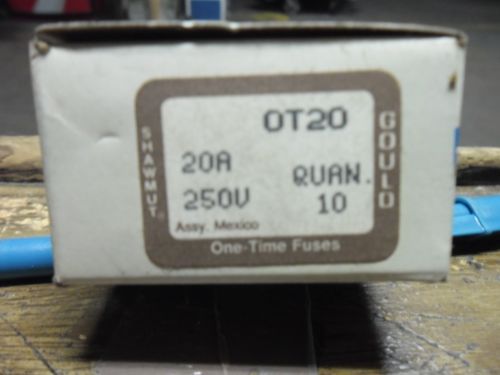 OT20
20A
QUAN.
250V
10
Assy. Mexico
One-Time Fuses
SHAWMUT
GOULD